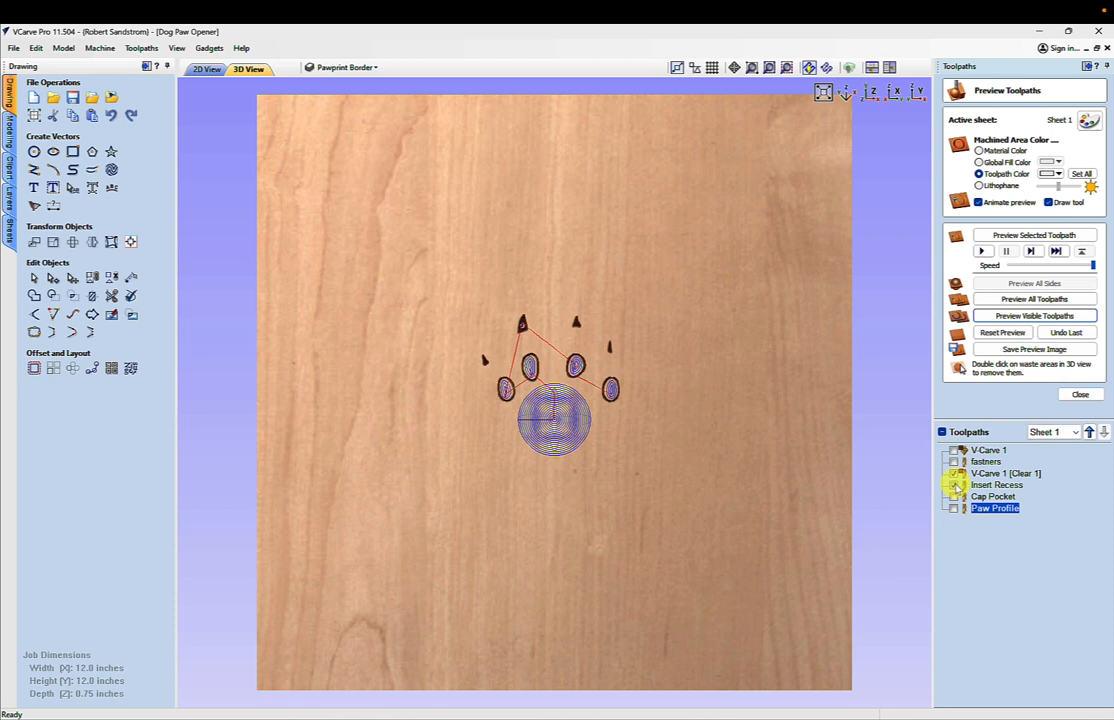 VCarve Pro 11.504 - {Robert Sandstrom} - [Dog Paw Opener]
File Edit Model Machine Toolpaths View Gadgets Help
Sign in...
Drawing
2D View 3D View Pawprint Border
Toolpaths
Drawing
Modeling
Clipart
Layers
Sheets
File Operations
Create Vectors
Transform Objects
Edit Objects
Offset and Layout
Job Dimensions
Width [X]: 12.0 inches
Height [Y]: 12.0 inches
Depth [Z]: 0.75 inches
Ready
Preview Toolpaths
Active sheet: Sheet 1
Machined Area Color ....
Material Color
Global Fill Color
Toolpath Color Set All
Lithophane
Animate preview Draw tool
Preview Selected Toolpath
Speed
Preview All Sides
Preview All Toolpaths
Preview Visible Toolpaths
Reset Preview Undo Last
Save Preview Image
Double click on waste areas in 3D view
to remove them.
Close
Toolpaths Sheet 1
V-Carve 1
fastners
V-Carve 1 [Clear 1]
Insert Recess
Cap Pocket
Paw Profile